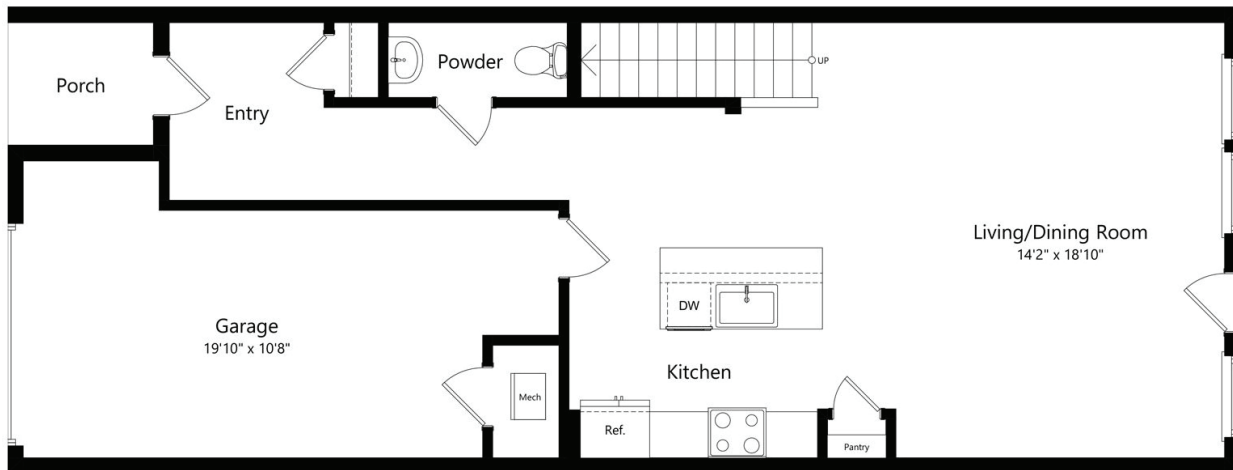 Powder
UP
Porch
Entry
Living/Dining Room
14'2" x 18'10"
DW
Garage
19'10" x 10'8"
Kitchen
Mech
Ref.
Pantry